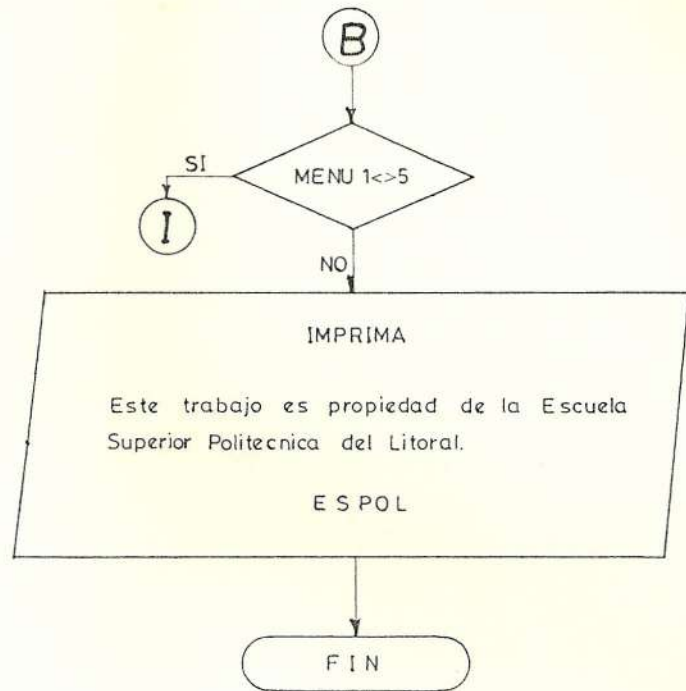 B
MENU 1<>5
SI
I
NO
IMPRIMA
Este trabajo es propiedad de la Escuela
Superior Politecnica del Litoral.
ESPOL
FIN